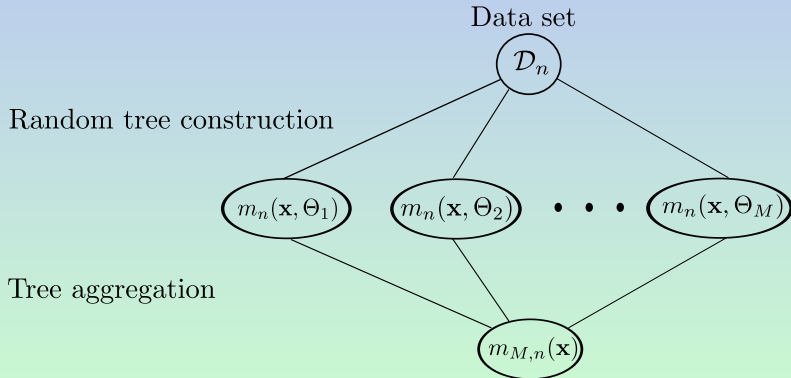 Data set
𝒟ₙ
Random tree construction
mₙ(𝐱, Θ₁) mₙ(𝐱, Θ₂) • • • mₙ(𝐱, Θ_M)
Tree aggregation
m_{M,n}(𝐱)